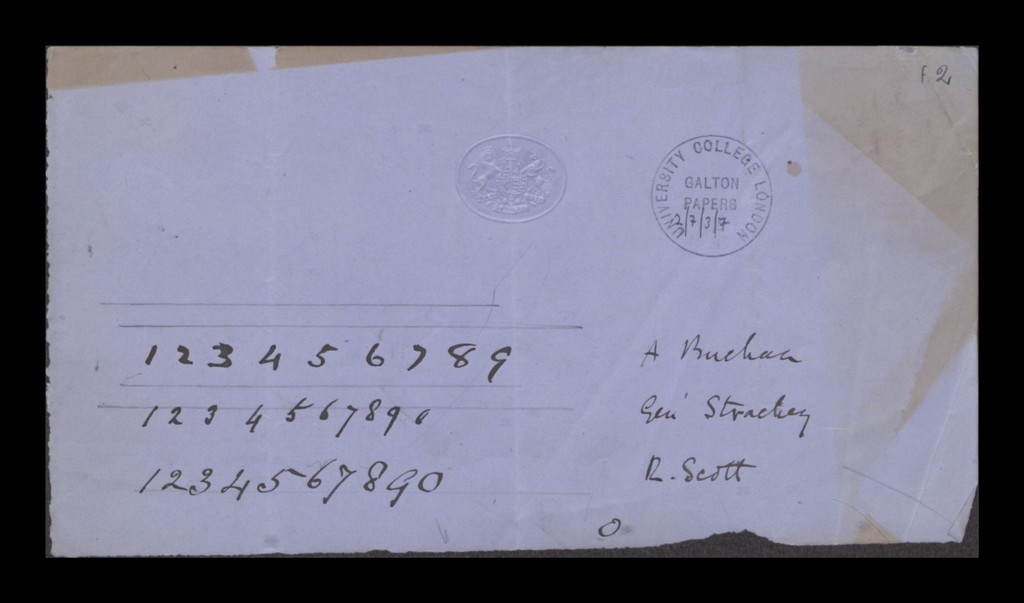 f. 2
UNIVERSITY COLLEGE LONDON
GALTON
PAPERS
2/7/3/7
1 2 3 4 5 6 7 8 9 A Buchan
1 2 3 4 5 6 7 8 9 0 Genl Strachey
1 2 3 4 5 6 7 8 9 0 R. Scott
0